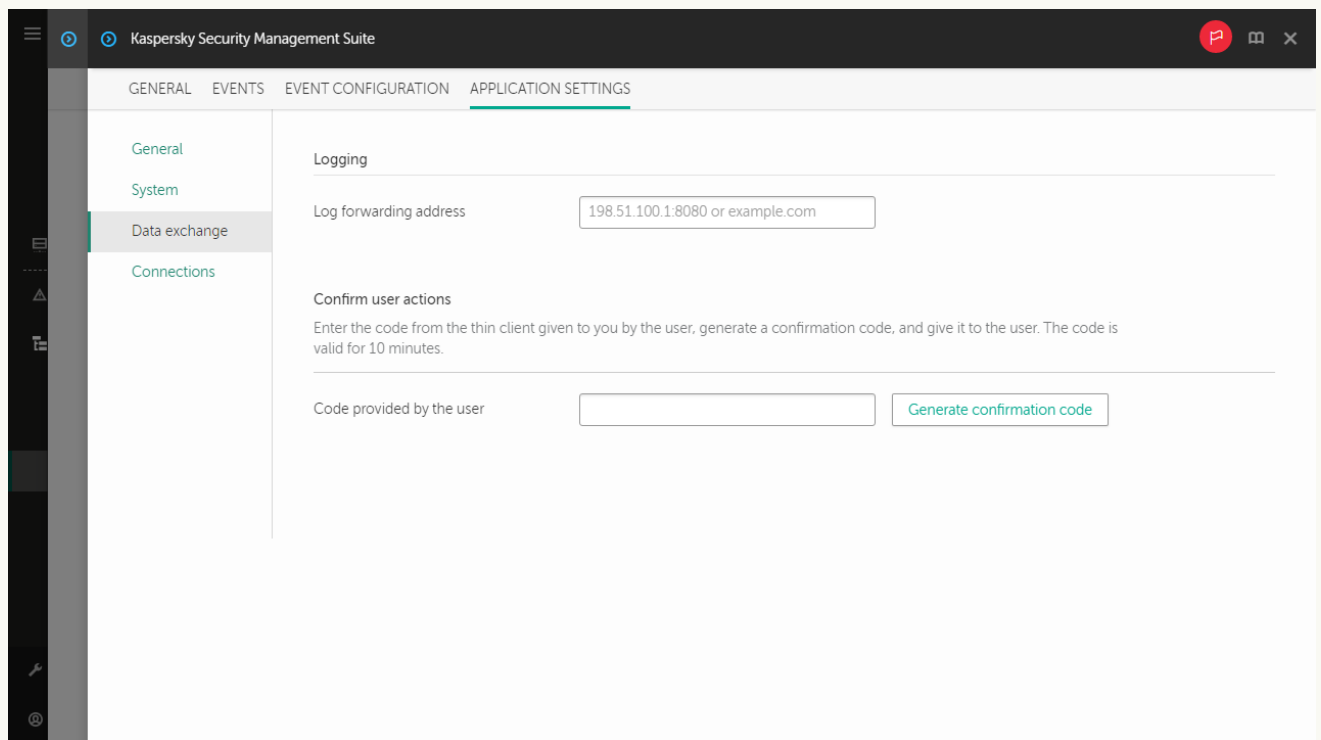 Kaspersky Security Management Suite
GENERAL EVENTS EVENT CONFIGURATION APPLICATION SETTINGS
General
System
Data exchange
Connections
Logging
Log forwarding address
198.51.100.1:8080 or example.com
Confirm user actions
Enter the code from the thin client given to you by the user, generate a confirmation code, and give it to the user. The code is
valid for 10 minutes.
Code provided by the user
Generate confirmation code